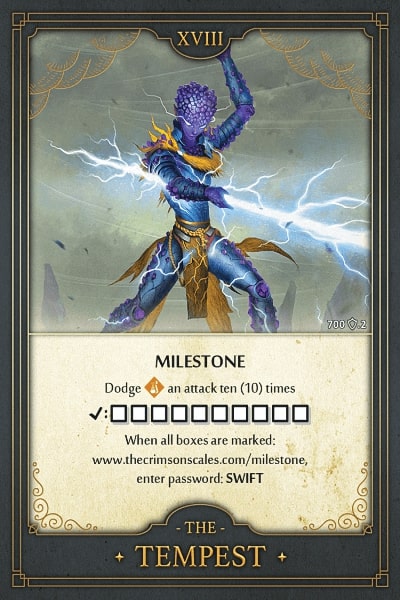 XVIII
700 .2
MILESTONE
Dodge an attack ten (10) times
✓:□□□□□□□□□□
When all boxes are marked:
www.thecrimsonscales.com/milestone,
enter password: SWIFT
- THE -
TEMPEST